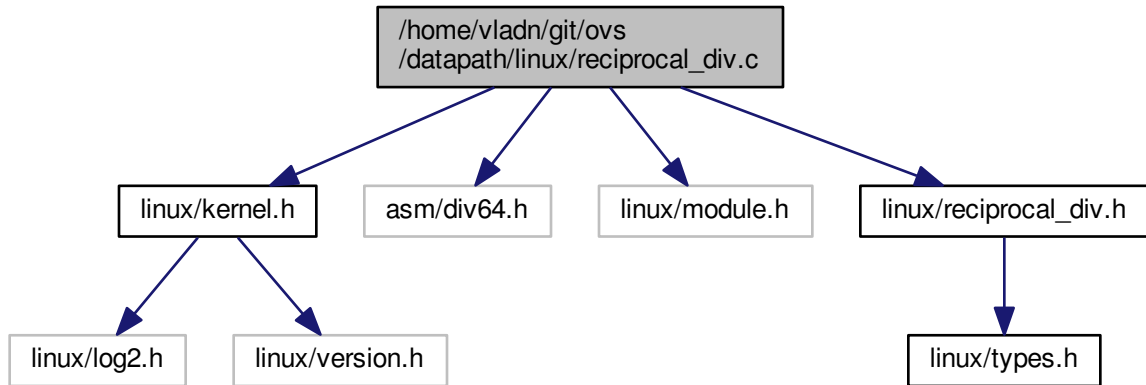 /home/vladn/git/ovs
/datapath/linux/reciprocal_div.c
linux/kernel.h
asm/div64.h
linux/module.h
linux/reciprocal_div.h
linux/log2.h
linux/version.h
linux/types.h